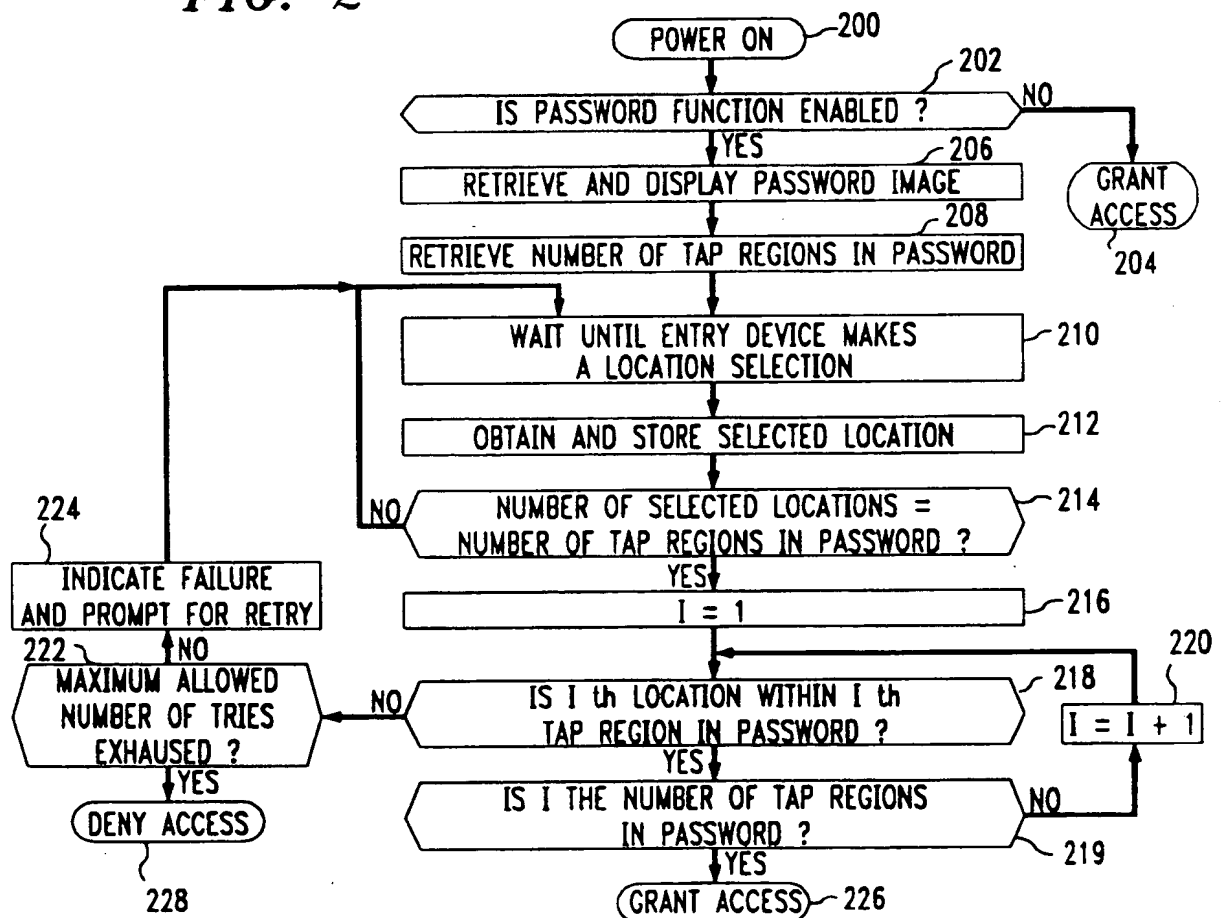 FIG. 2
POWER ON
200
202
IS PASSWORD FUNCTION ENABLED ?
NO
YES
206
RETRIEVE AND DISPLAY PASSWORD IMAGE
GRANT
ACCESS
204
208
RETRIEVE NUMBER OF TAP REGIONS IN PASSWORD
WAIT UNTIL ENTRY DEVICE MAKES
A LOCATION SELECTION
210
OBTAIN AND STORE SELECTED LOCATION
212
NUMBER OF SELECTED LOCATIONS =
NUMBER OF TAP REGIONS IN PASSWORD ?
214
NO
YES
224
INDICATE FAILURE
AND PROMPT FOR RETRY
I = 1
216
222
NO
MAXIMUM ALLOWED
NUMBER OF TRIES
EXHAUSED ?
NO
IS I th LOCATION WITHIN I th
TAP REGION IN PASSWORD ?
218
220
I = I + 1
YES
YES
DENY ACCESS
228
IS I THE NUMBER OF TAP REGIONS
IN PASSWORD ?
NO
219
YES
GRANT ACCESS
226